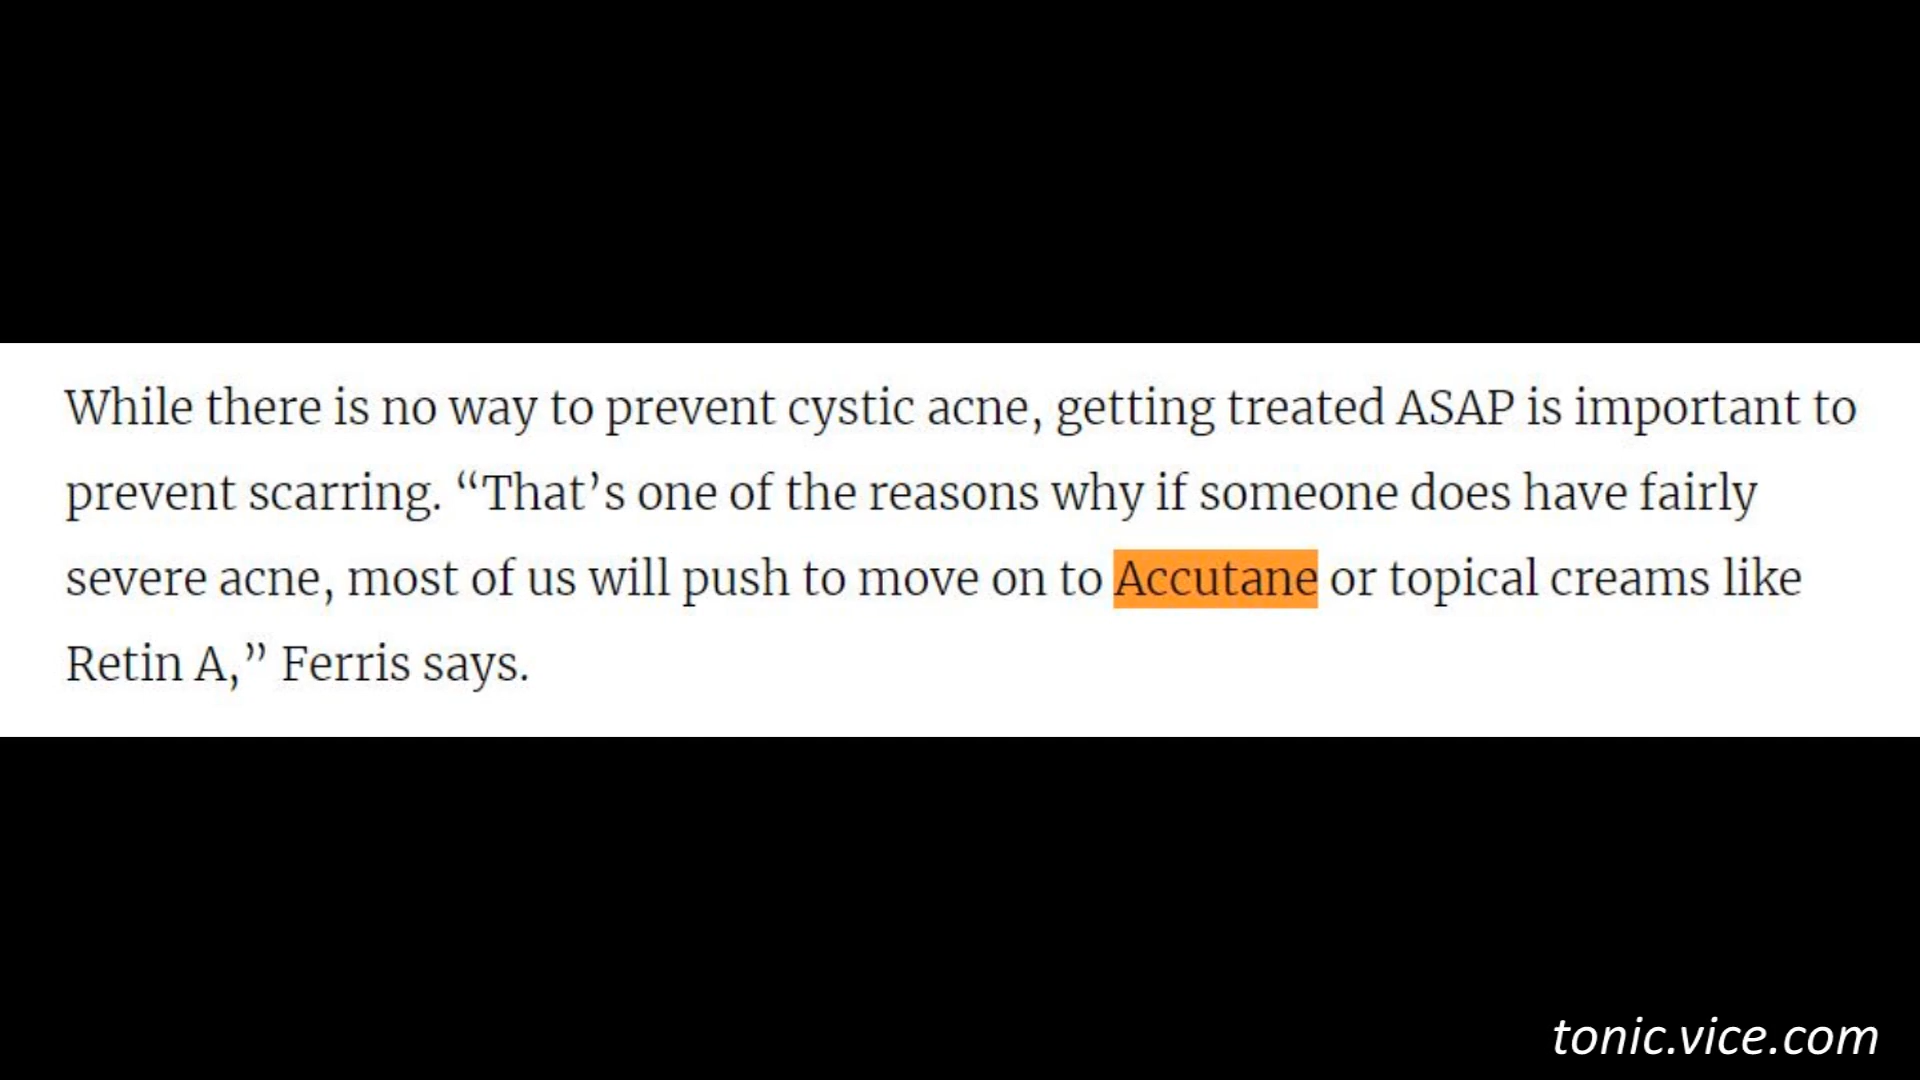 While there is no way to prevent cystic acne, getting treated ASAP is important to
prevent scarring. “That’s one of the reasons why if someone does have fairly
severe acne, most of us will push to move on to Accutane or topical creams like
Retin A,” Ferris says.
tonic.vice.com